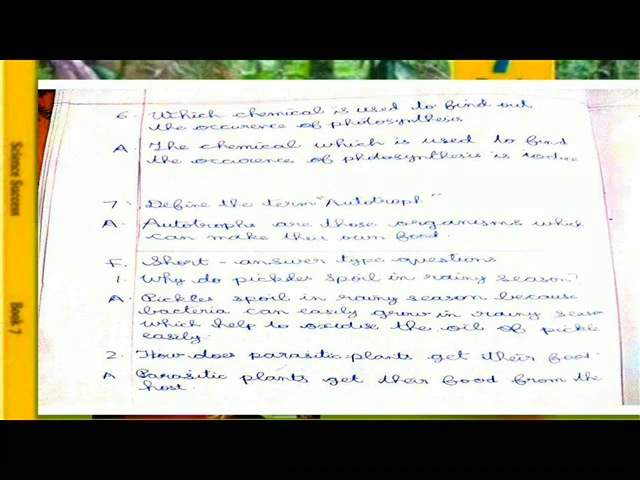 Science Success
Book 7
6. Which chemical is used to find out
the occurence of photosynthesis
A. The chemical which is used to find
the occurence of photosynthesis is iodine
7. Define the term "Autotroph"
A. Autotrophs are those organisms which
can make their own food.
F. Short - answer type questions
1. Why do pickles spoil in rainy season?
A. Pickles spoil in rainy season because
bacteria can easily grow in rainy season
which help to oxidise the oil of pickle
easily.
2. How does parasitic plants get their food.
A Parasitic plants get their food from the
host.